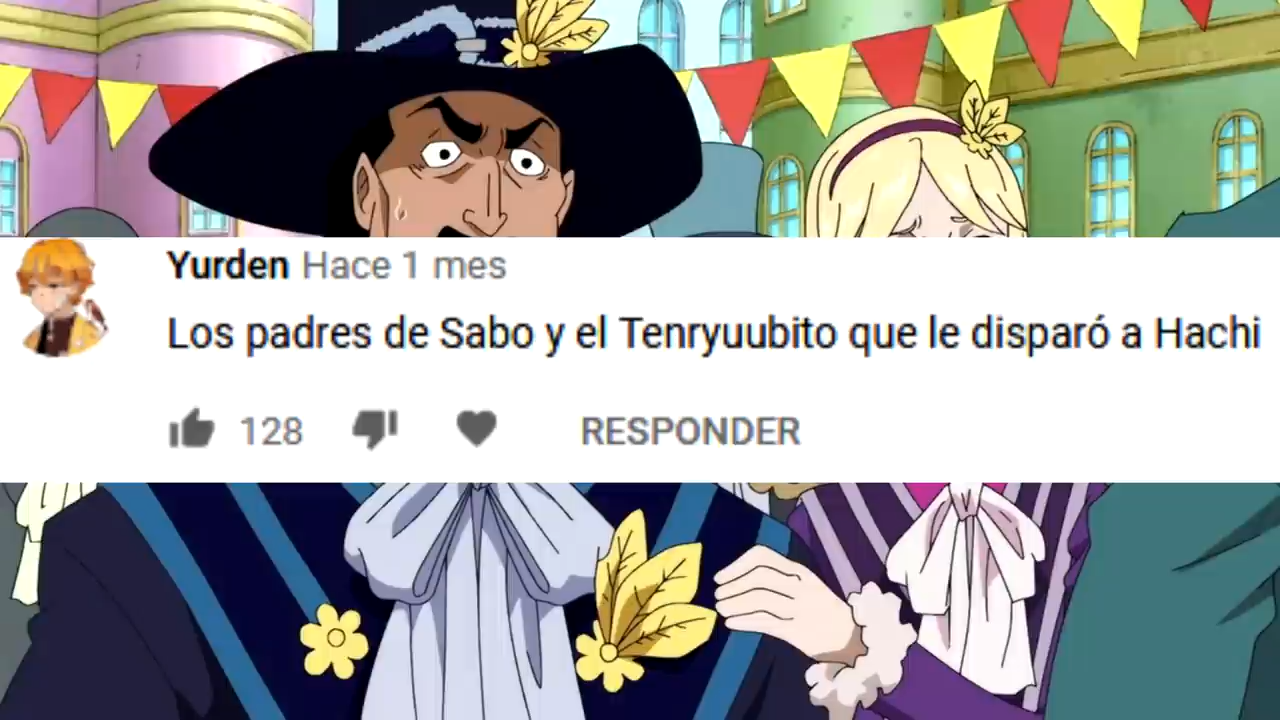 Yurden Hace 1 mes
Los padres de Sabo y el Tenryuubito que le disparó a Hachi
128 RESPONDER